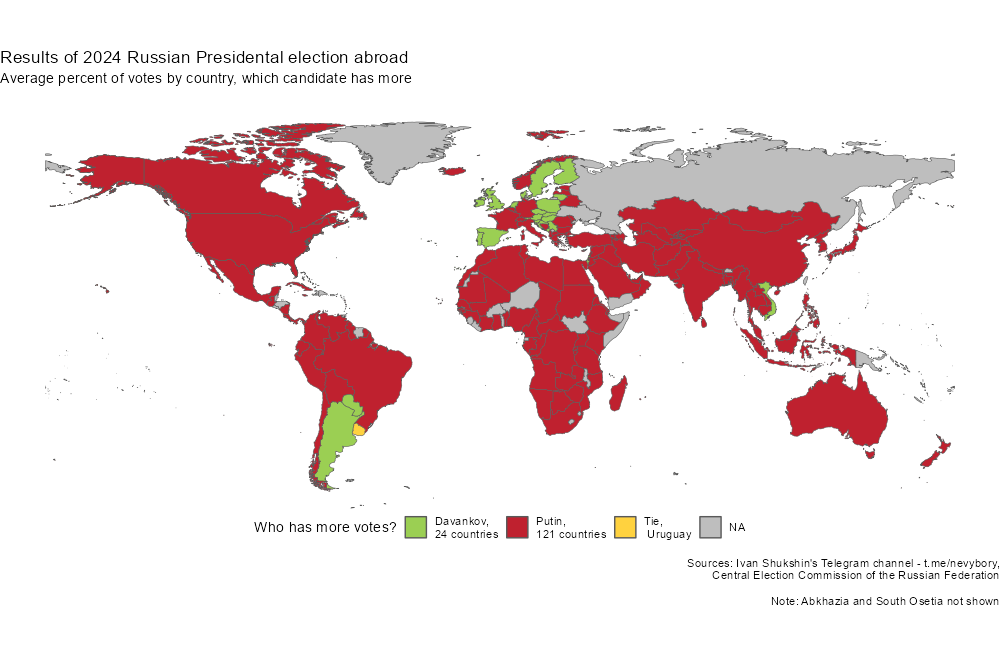 Results of 2024 Russian Presidental election abroad
Average percent of votes by country, which candidate has more
Who has more votes?
Davankov,
24 countries
Putin,
121 countries
Tie,
Uruguay
NA
Sources: Ivan Shukshin's Telegram channel - t.me/nevybory,
Central Election Commission of the Russian Federation
Note: Abkhazia and South Osetia not shown